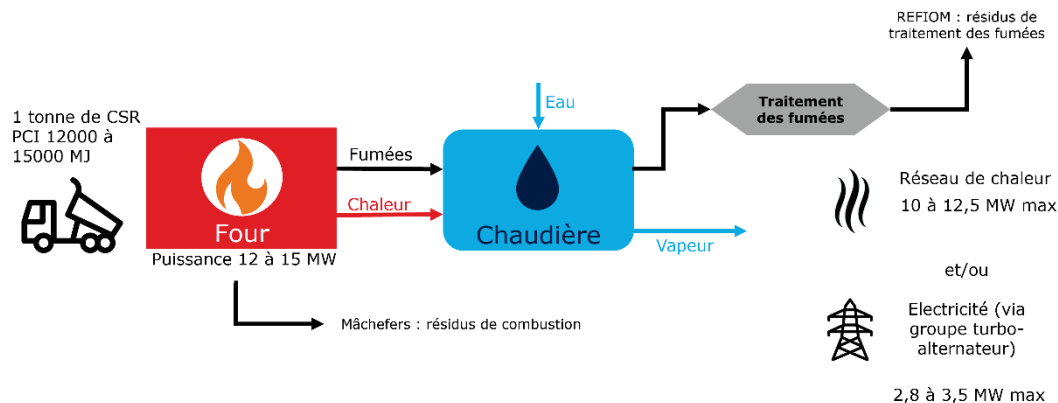 REFIOM : résidus de
traitement des fumées
1 tonne de CSR
PCI 12000 à
15000 MJ
Eau
Traitement
des fumées
Fumées
Chaleur
Four
Puissance 12 à 15 MW
Chaudière
Vapeur
Réseau de chaleur
10 à 12,5 MW max
et/ou
Mâchefers : résidus de combustion
Electricité (via
groupe turbo-
alternateur)
2,8 à 3,5 MW max